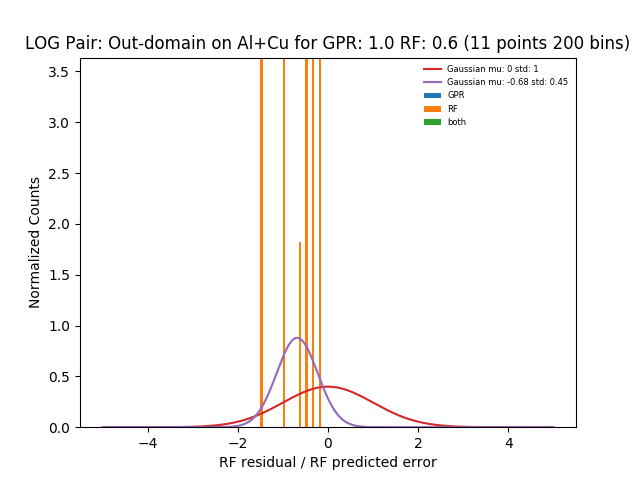 LOG Pair: Out-domain on Al+Cu for GPR: 1.0 RF: 0.6 (11 points 200 bins)
Gaussian mu: 0 std: 1
Gaussian mu: -0.68 std: 0.45
GPR
RF
both
Normalized Counts
3.5
3.0
2.5
2.0
1.5
1.0
0.5
0.0
−4 −2 0 2 4
RF residual / RF predicted error